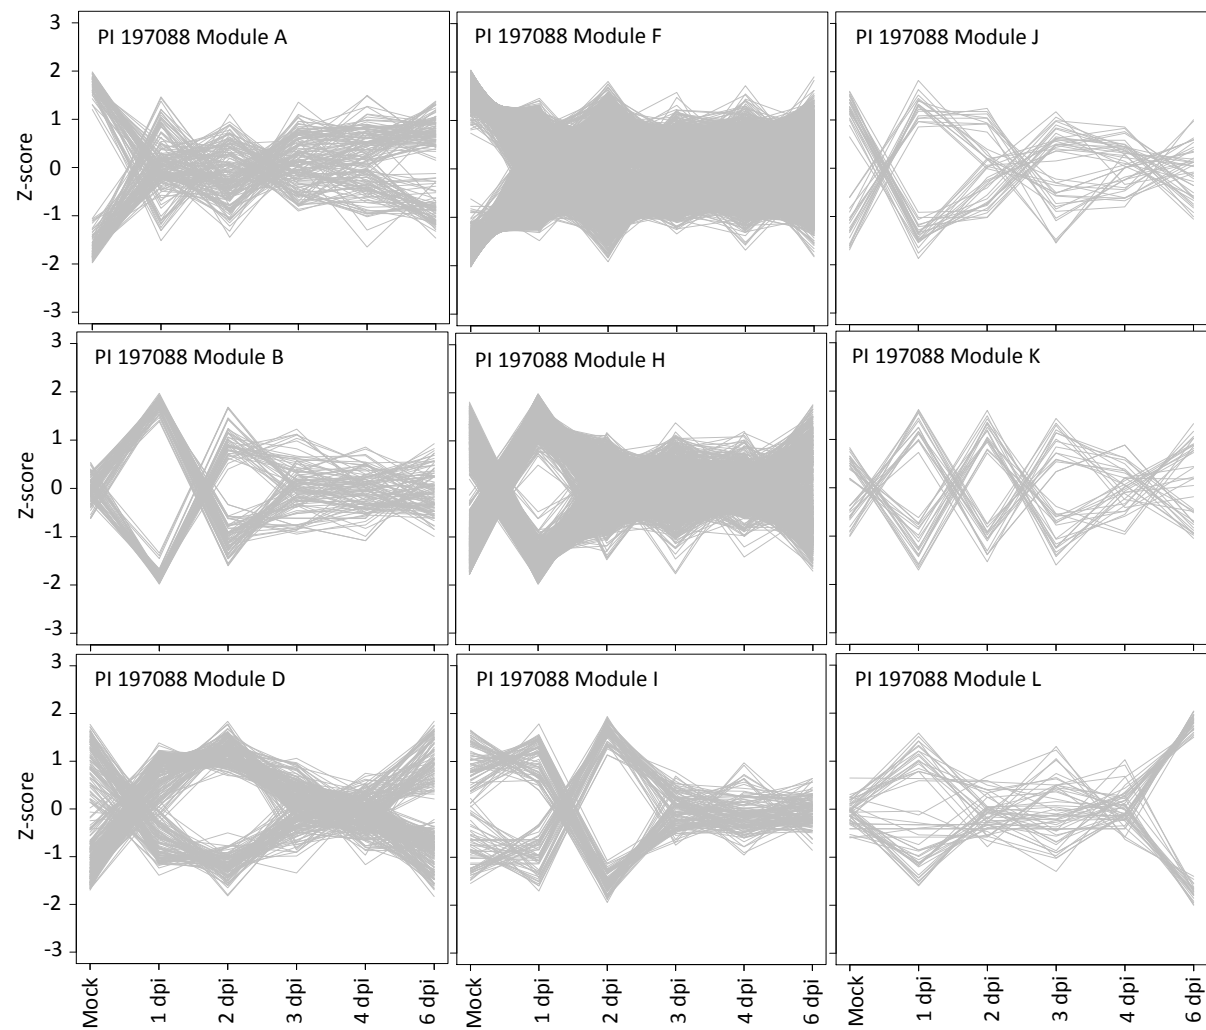 PI 197088 Module A
PI 197088 Module F
PI 197088 Module J
3
2
1
0
-1
-2
-3
Z-score
PI 197088 Module B
PI 197088 Module H
PI 197088 Module K
3
2
1
0
-1
-2
-3
Z-score
PI 197088 Module D
PI 197088 Module I
PI 197088 Module L
3
2
1
0
-1
-2
-3
Z-score
Mock
1 dpi
2 dpi
3 dpi
4 dpi
6 dpi
Mock
1 dpi
2 dpi
3 dpi
4 dpi
6 dpi
Mock
1 dpi
2 dpi
3 dpi
4 dpi
6 dpi